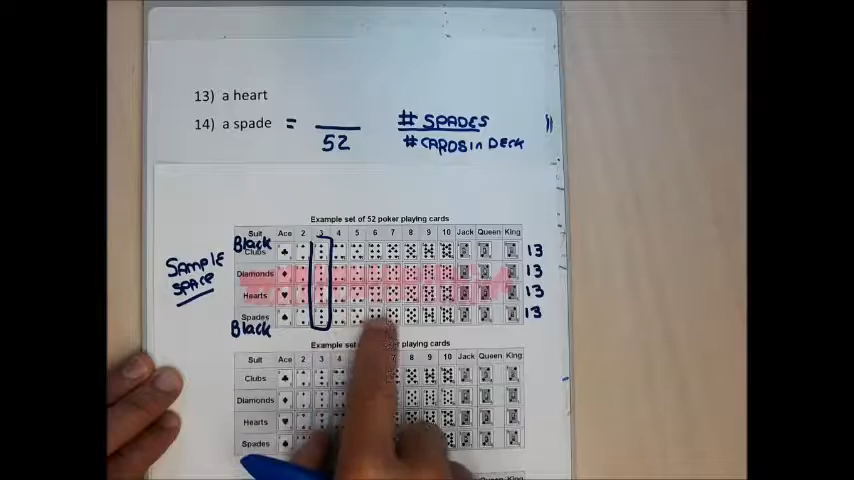 13) a heart
14) a spade = __ # SPADES
52 # CARDS in DECK
Example set of 52 poker playing cards
Suit Ace 2 3 4 5 6 7 8 9 10 Jack Queen King
Black
Clubs 13
SAMPLE SPACE
Diamonds 13
Hearts 13
Spades 13
Black
Example set playing cards
Suit Ace 2 3 4 7 8 9 10 Jack Queen King
Clubs
Diamonds
Hearts
Spades